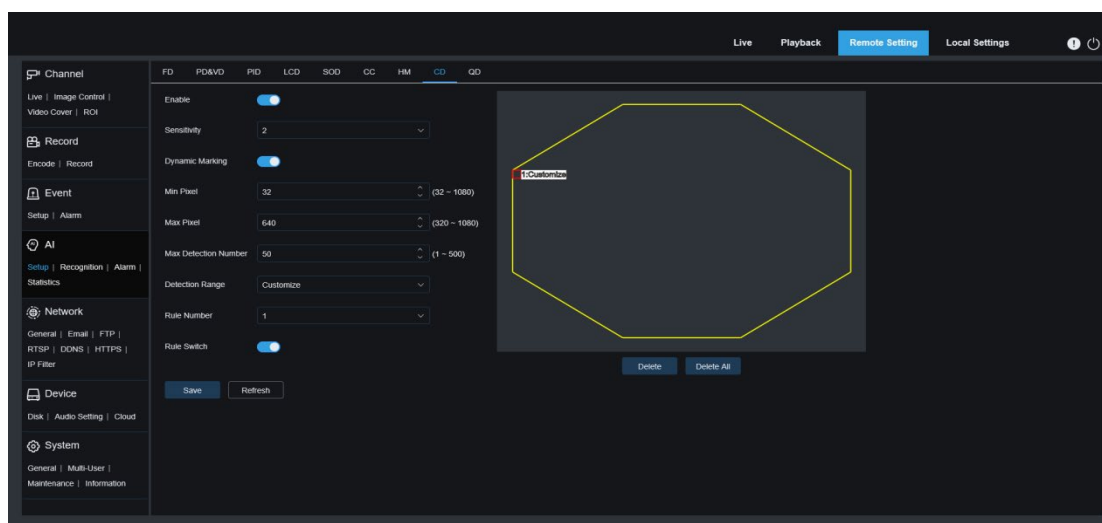 Live Playback Remote Setting Local Settings
Channel
Live | Image Control |
Video Cover | ROI
Record
Encode | Record
Event
Setup | Alarm
AI
Setup | Recognition | Alarm |
Statistics
Network
General | Email | FTP |
RTSP | DDNS | HTTPS |
IP Filter
Device
Disk | Audio Setting | Cloud
System
General | Multi-User |
Maintenance | Information
FD PD&VD PID LCD SOD CC HM CD QD
Enable
Sensitivity 2
Dynamic Marking
Min Pixel 32 (32 ~ 1080)
Max Pixel 640 (320 ~ 1080)
Max Detection Number 50 (1 ~ 500)
Detection Range Customize
Rule Number 1
Rule Switch
Save Refresh
1:Customize
Delete Delete All